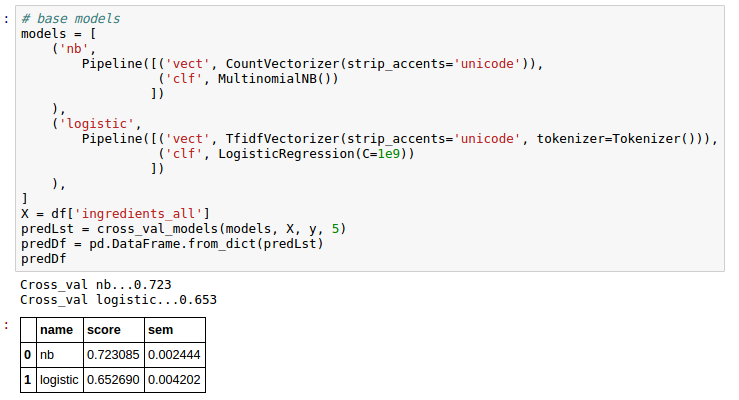 :
# base models
models = [
    ('nb',
        Pipeline([('vect', CountVectorizer(strip_accents='unicode')),
                  ('clf', MultinomialNB())
                 ])
    ),
    ('logistic',
        Pipeline([('vect', TfidfVectorizer(strip_accents='unicode', tokenizer=Tokenizer())),
                  ('clf', LogisticRegression(C=1e9))
                 ])
    ),
]
X = df['ingredients_all']
predLst = cross_val_models(models, X, y, 5)
predDf = pd.DataFrame.from_dict(predLst)
predDf
Cross_val nb...0.723
Cross_val logistic...0.653
:
name score sem
0 nb 0.723085 0.002444
1 logistic 0.652690 0.004202